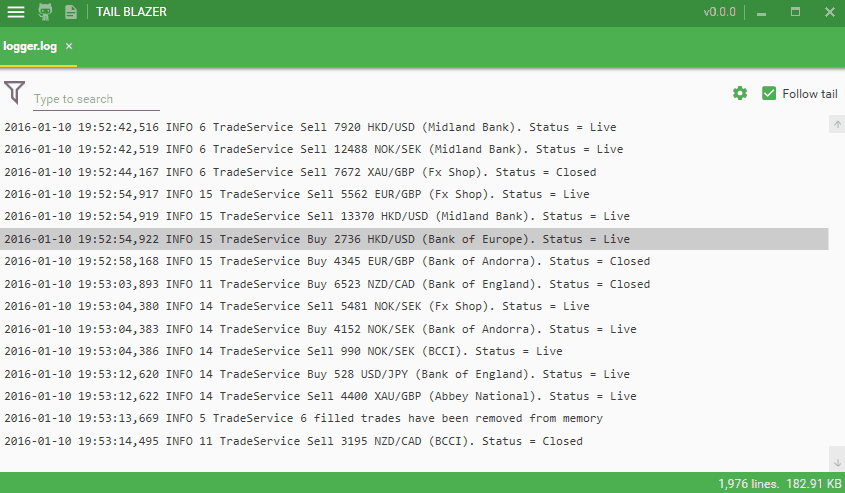 TAIL BLAZER
v0.0.0
logger.log ×
Type to search
Follow tail
2016-01-10 19:52:42,516 INFO 6 TradeService Sell 7920 HKD/USD (Midland Bank). Status = Live
2016-01-10 19:52:42,519 INFO 6 TradeService Sell 12488 NOK/SEK (Midland Bank). Status = Live
2016-01-10 19:52:44,167 INFO 6 TradeService Sell 7672 XAU/GBP (Fx Shop). Status = Closed
2016-01-10 19:52:54,917 INFO 15 TradeService Sell 5562 EUR/GBP (Fx Shop). Status = Live
2016-01-10 19:52:54,919 INFO 15 TradeService Sell 13370 HKD/USD (Midland Bank). Status = Live
2016-01-10 19:52:54,922 INFO 15 TradeService Buy 2736 HKD/USD (Bank of Europe). Status = Live
2016-01-10 19:52:58,168 INFO 15 TradeService Buy 4345 EUR/GBP (Bank of Andorra). Status = Closed
2016-01-10 19:53:03,893 INFO 11 TradeService Buy 6523 NZD/CAD (Bank of England). Status = Closed
2016-01-10 19:53:04,380 INFO 14 TradeService Sell 5481 NOK/SEK (Fx Shop). Status = Live
2016-01-10 19:53:04,383 INFO 14 TradeService Buy 4152 NOK/SEK (Bank of Andorra). Status = Live
2016-01-10 19:53:04,386 INFO 14 TradeService Sell 990 NOK/SEK (BCCI). Status = Live
2016-01-10 19:53:12,620 INFO 14 TradeService Buy 528 USD/JPY (Bank of England). Status = Live
2016-01-10 19:53:12,622 INFO 14 TradeService Sell 4400 XAU/GBP (Abbey National). Status = Live
2016-01-10 19:53:13,669 INFO 5 TradeService 6 filled trades have been removed from memory
2016-01-10 19:53:14,495 INFO 11 TradeService Sell 3195 NZD/CAD (BCCI). Status = Closed
1,976 lines. 182.91 KB